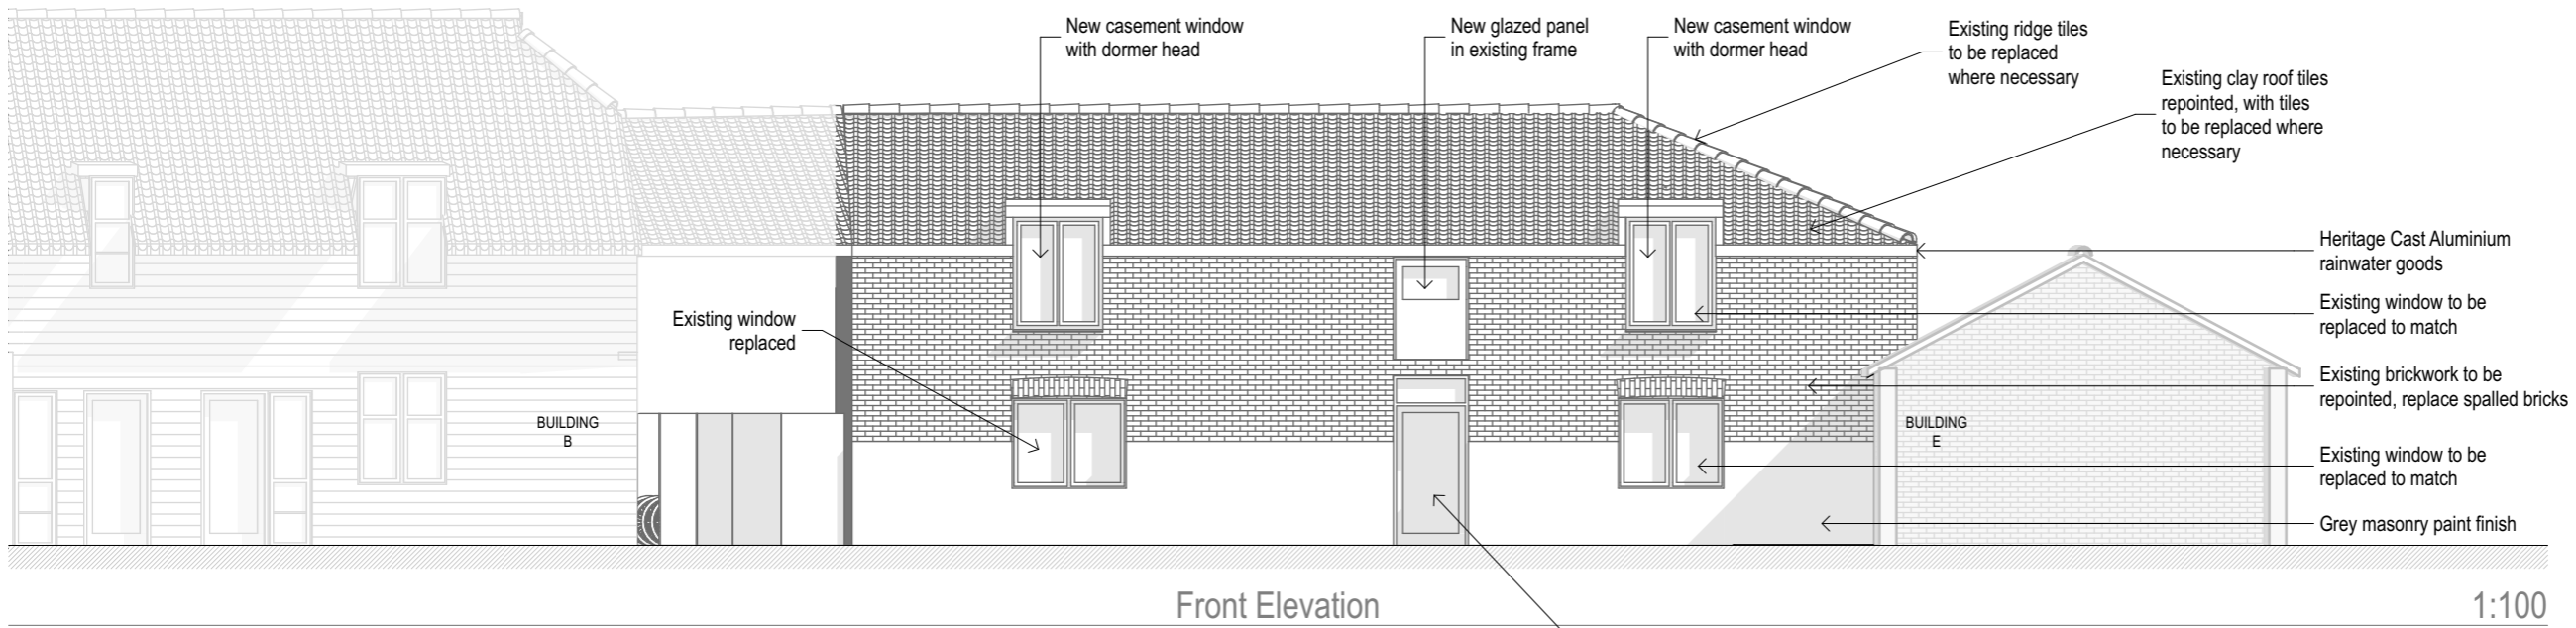 New casement window
with dormer head
New glazed panel
in existing frame
New casement window
with dormer head
Existing ridge tiles
to be replaced
where necessary
Existing clay roof tiles
repointed, with tiles
to be replaced where
necessary
Heritage Cast Aluminium
rainwater goods
Existing window to be
replaced to match
Existing window
replaced
Existing brickwork to be
repointed, replace spalled bricks
BUILDING
B
BUILDING
E
Existing window to be
replaced to match
Grey masonry paint finish
Front Elevation
1:100